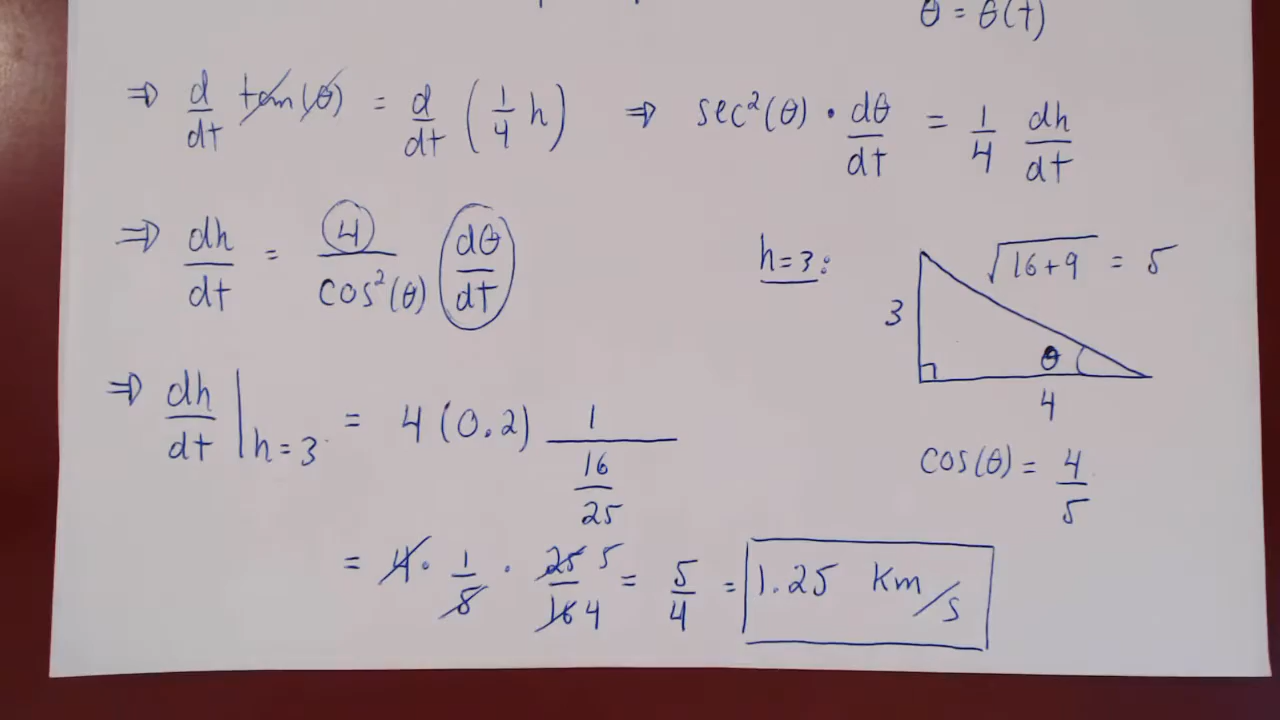 θ = θ(t)
⇒ d/dt tan(θ) = d/dt (1/4 h) ⇒ sec²(θ) · dθ/dt = 1/4 dh/dt
⇒ dh/dt = 4/cos²(θ) dθ/dt
h=3: √(16+9) = 5
3
θ
4
⇒ dh/dt |h=3 = 4(0.2) 1/(16/25)
cos(θ) = 4/5
= 4 · 1/5 · 25/16 5/4 = 5/4 = 1.25 Km/s